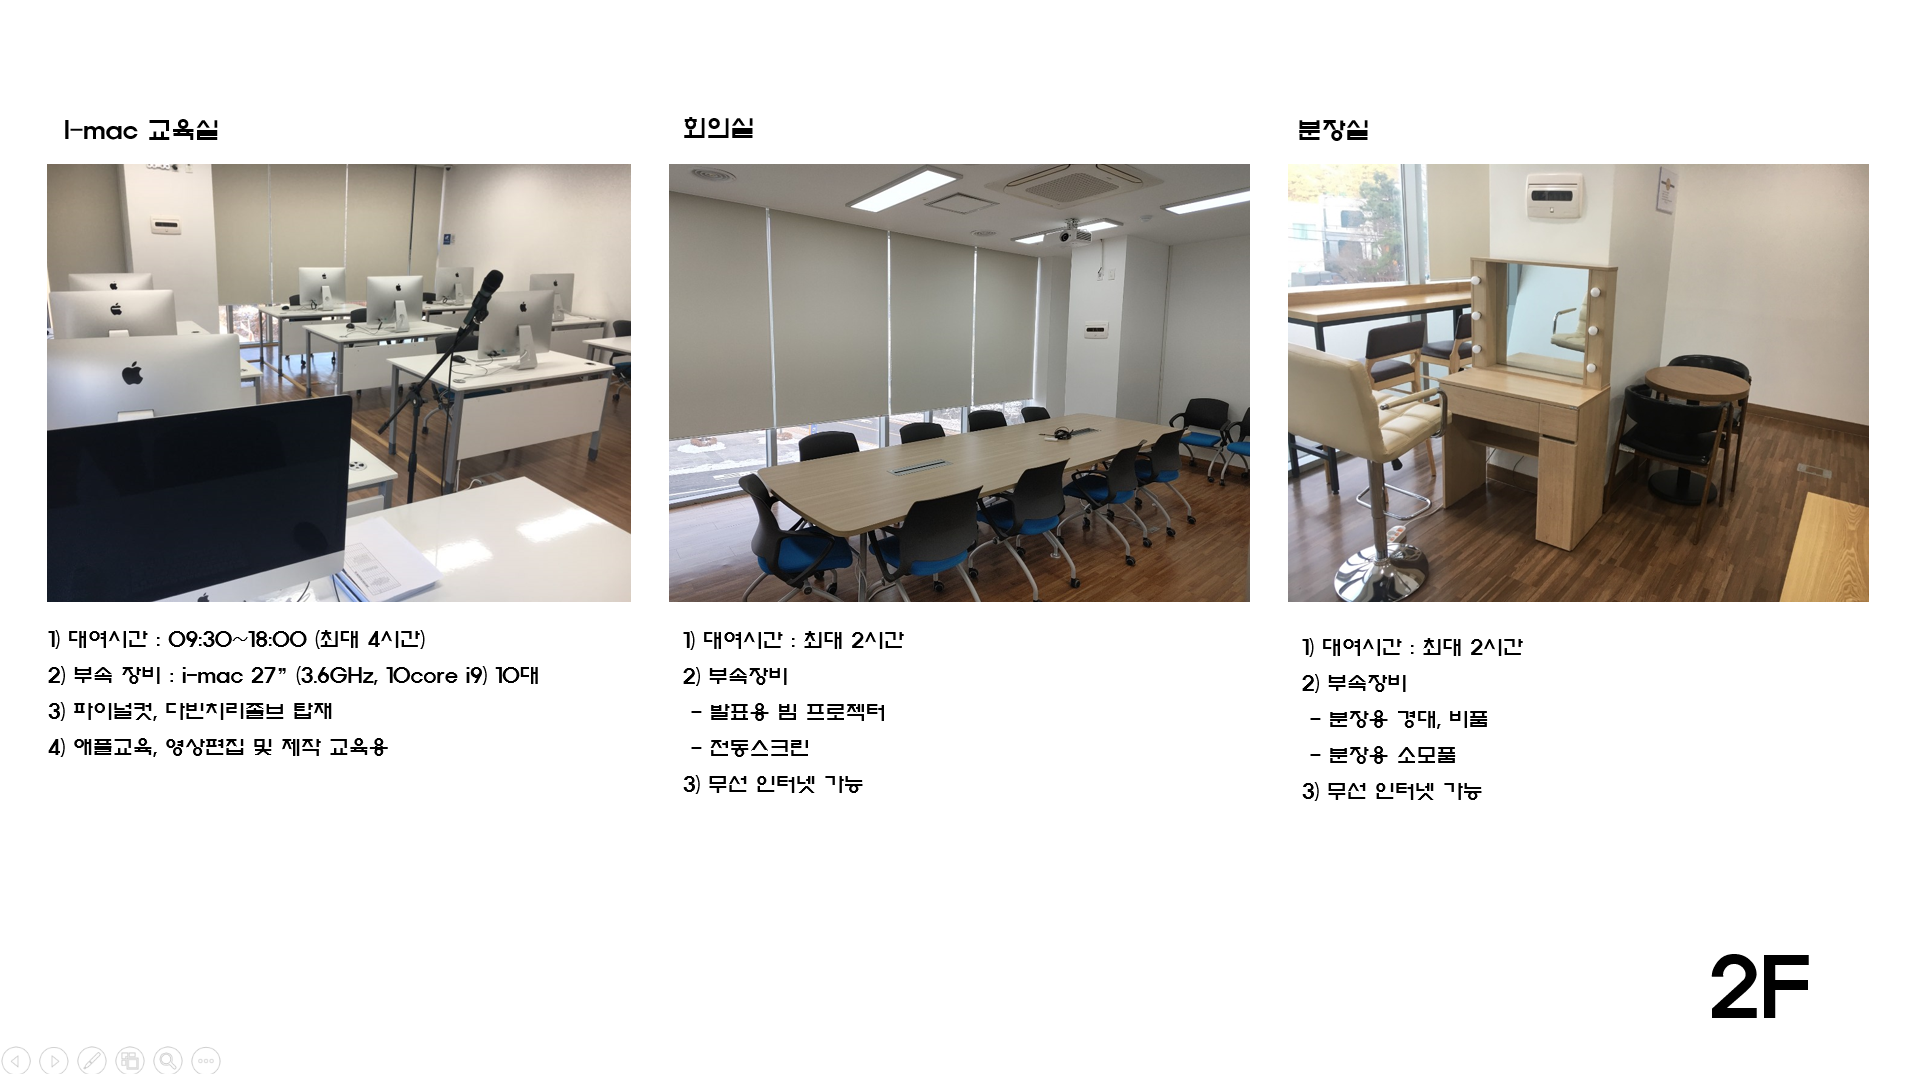 I-mac 교육실
1) 대여시간 : 09:30~18:00 (최대 4시간)
2) 부속 장비 : i-mac 27” (3.6GHz, 10core i9) 10대
3) 파이널컷, 다빈치리졸브 탑재
4) 애플교육, 영상편집 및 제작 교육용
회의실
1) 대여시간 : 최대 2시간
2) 부속장비
- 발표용 빔 프로젝터
- 전동스크린
3) 무선 인터넷 가능
분장실
1) 대여시간 : 최대 2시간
2) 부속장비
- 분장용 경대, 비품
- 분장용 소모품
3) 무선 인터넷 가능
2F